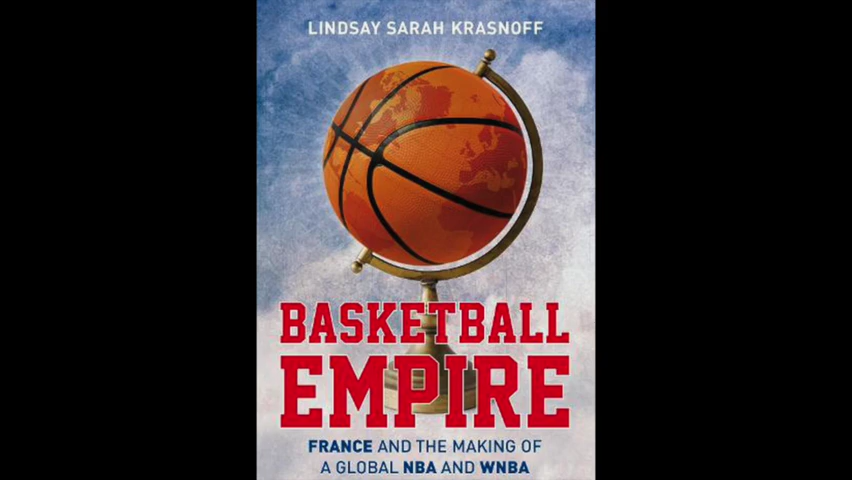 LINDSAY SARAH KRASNOFF
BASKETBALL
EMPIRE
FRANCE AND THE MAKING OF
A GLOBAL NBA AND WNBA